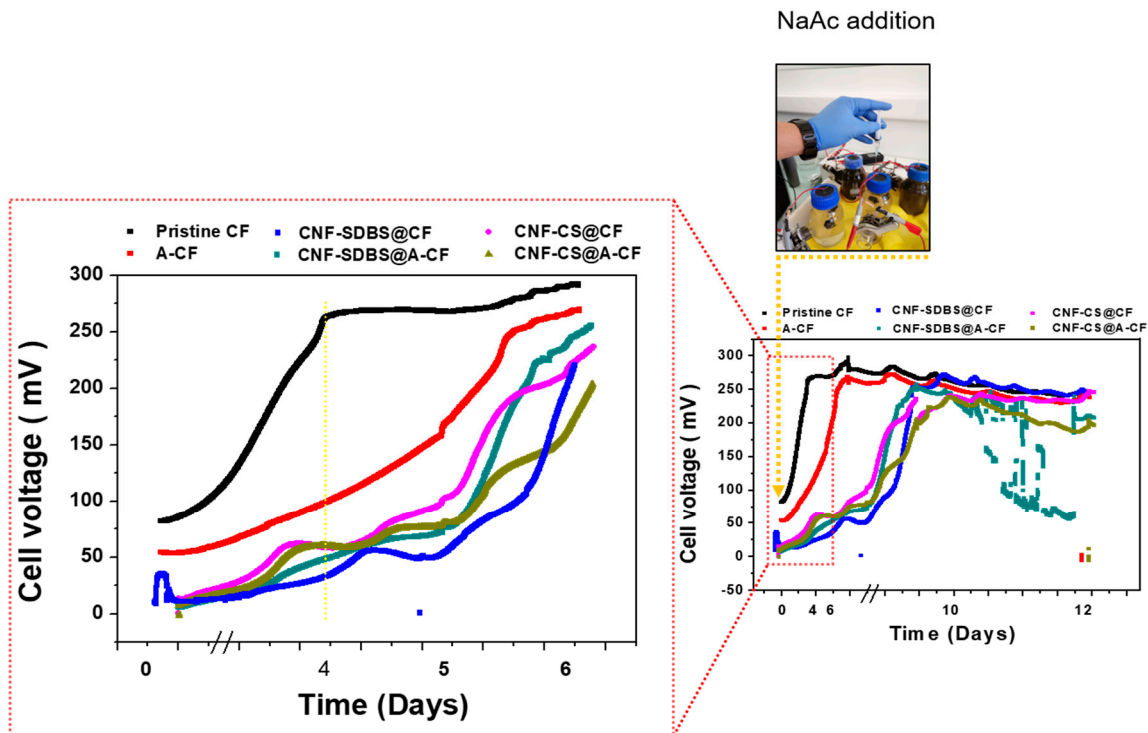 NaAc addition
Pristine CF
CNF-SDBS@CF
CNF-CS@CF
A-CF
CNF-SDBS@A-CF
CNF-CS@A-CF
300
250
200
150
100
50
0
Cell voltage ( mV )
0
4
5
6
Time (Days)
Pristine CF
CNF-SDBS@CF
CNF-CS@CF
A-CF
CNF-SDBS@A-CF
CNF-CS@A-CF
300
250
200
150
100
50
0
-50
Cell voltage ( mV )
0
4
6
10
12
Time (Days)